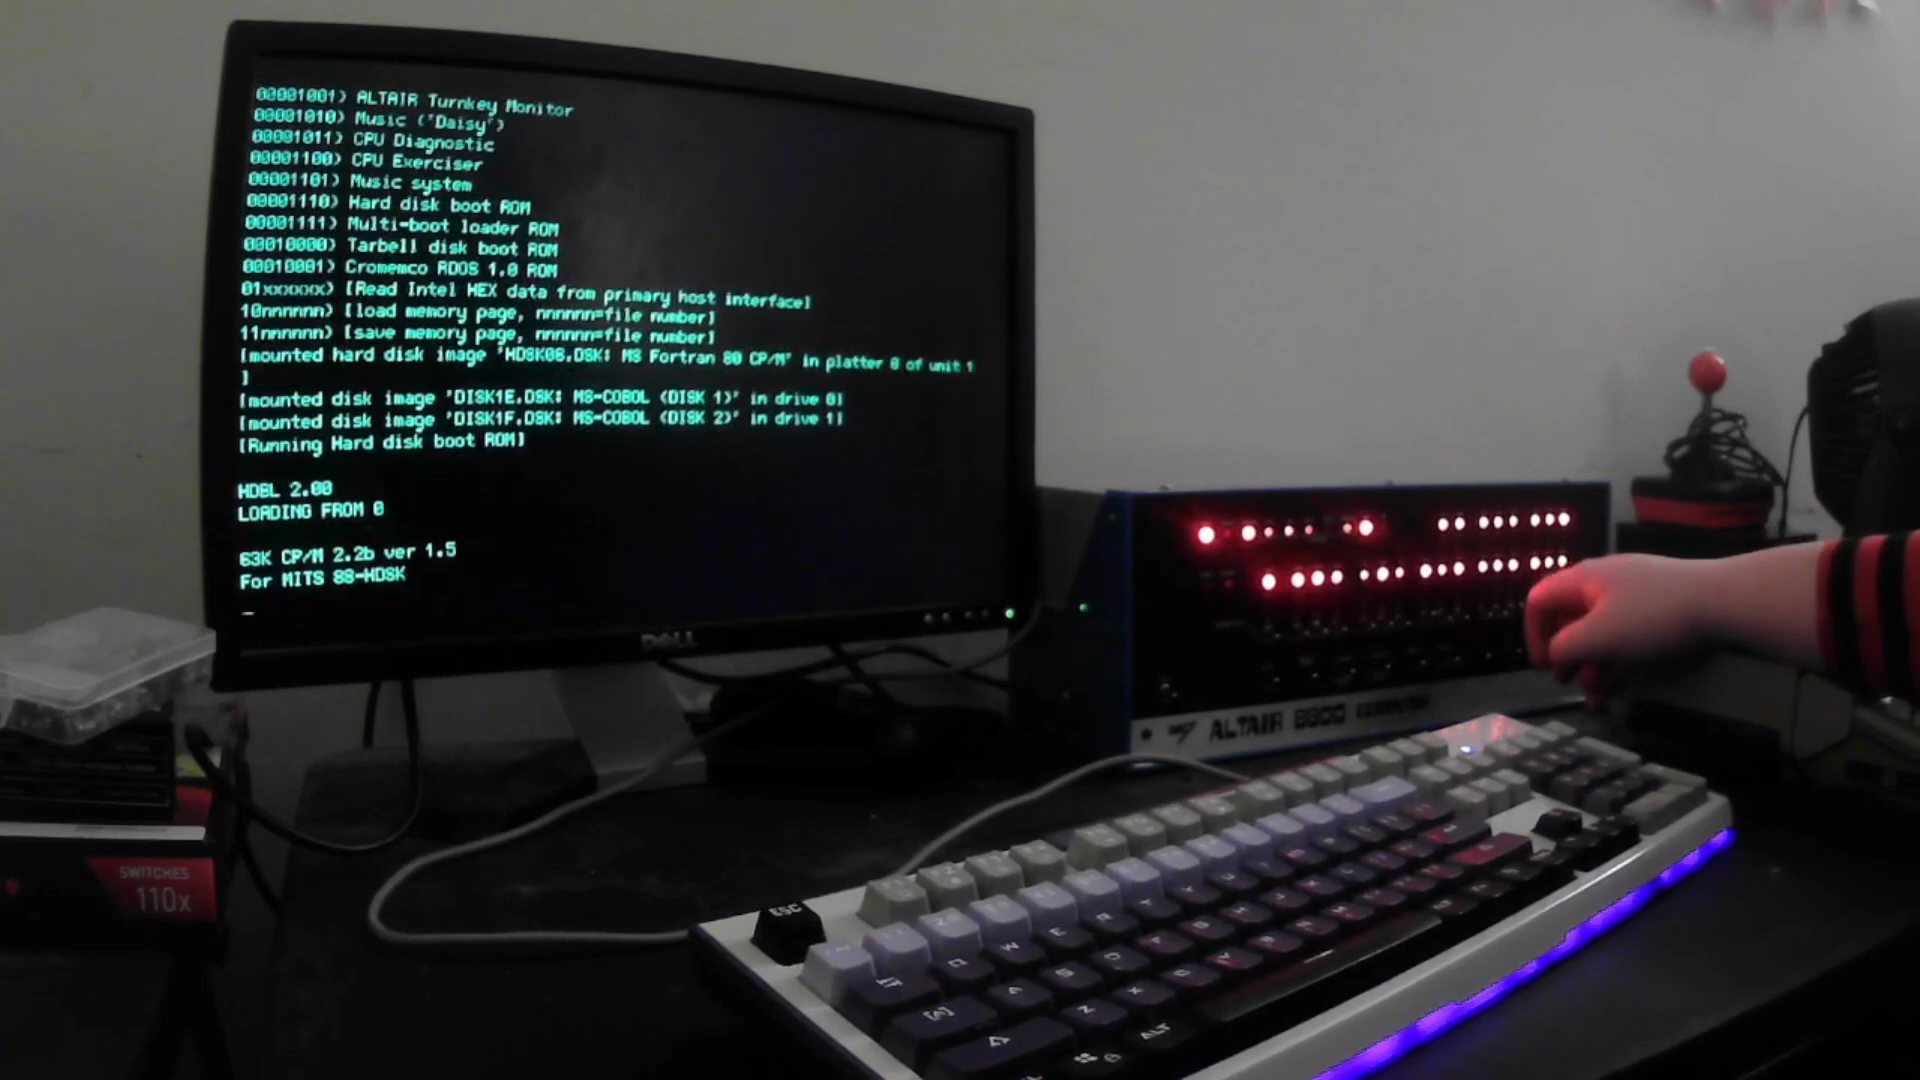 00001001) ALTAIR Turnkey Monitor
00001010) Music ("Daisy")
00001011) CPU Diagnostic
00001100) CPU Exerciser
00001101) Music system
00001110) Hard disk boot ROM
00001111) Multi-boot loader ROM
00010000) Tarbell disk boot ROM
00010001) Cromemco RDOS 1.0 ROM
01xxxxxx) [Read Intel HEX data from primary host interface]
10nnnnnn) [load memory page, nnnnnn=file number]
11nnnnnn) [save memory page, nnnnnn=file number]
[mounted hard disk image 'HDSK06.DSK: MS Fortran 80 CP/M' in platter 0 of unit 1
]
[mounted disk image 'DISK1E.DSK: MS-COBOL (DISK 1)' in drive 0]
[mounted disk image 'DISK1F.DSK: MS-COBOL (DISK 2)' in drive 1]
[Running Hard disk boot ROM]
HDBL 2.00
LOADING FROM 0
63K CP/M 2.2b ver 1.5
For MITS 88-HDSK
DELL
ALTAIR 8800 COMPUTER
SWITCHES
110x
ESC
Q W E R T Y U
A S D
Z X C
ALT